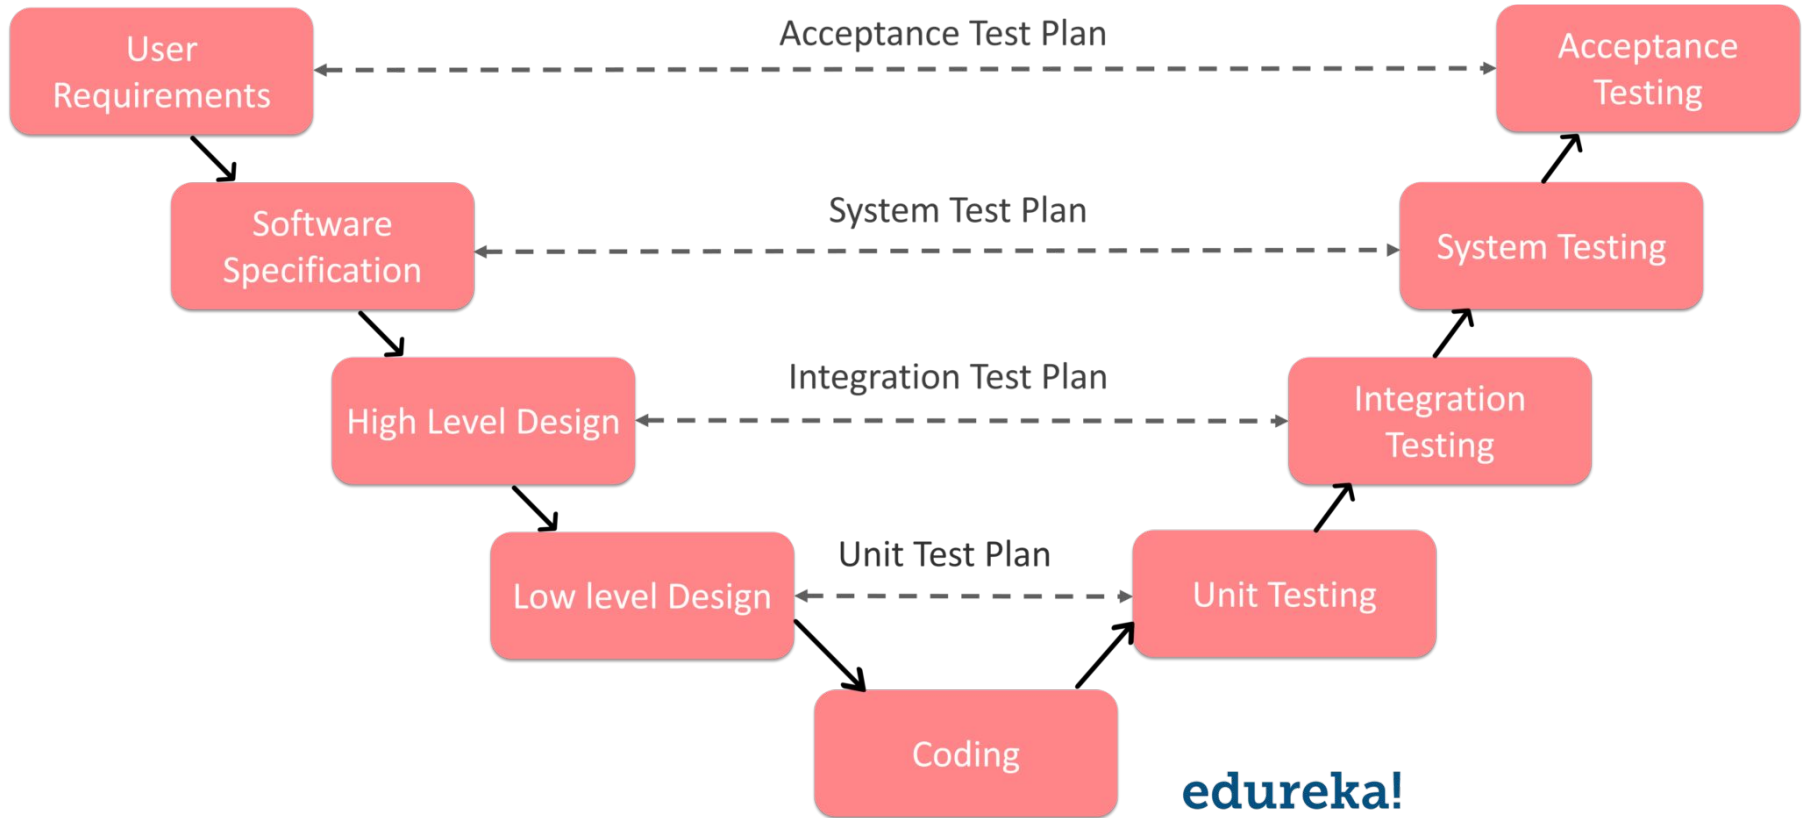 User
Requirements
Acceptance Test Plan
Acceptance
Testing
Software
Specification
System Test Plan
System Testing
High Level Design
Integration Test Plan
Integration
Testing
Low level Design
Unit Test Plan
Unit Testing
Coding
edureka!